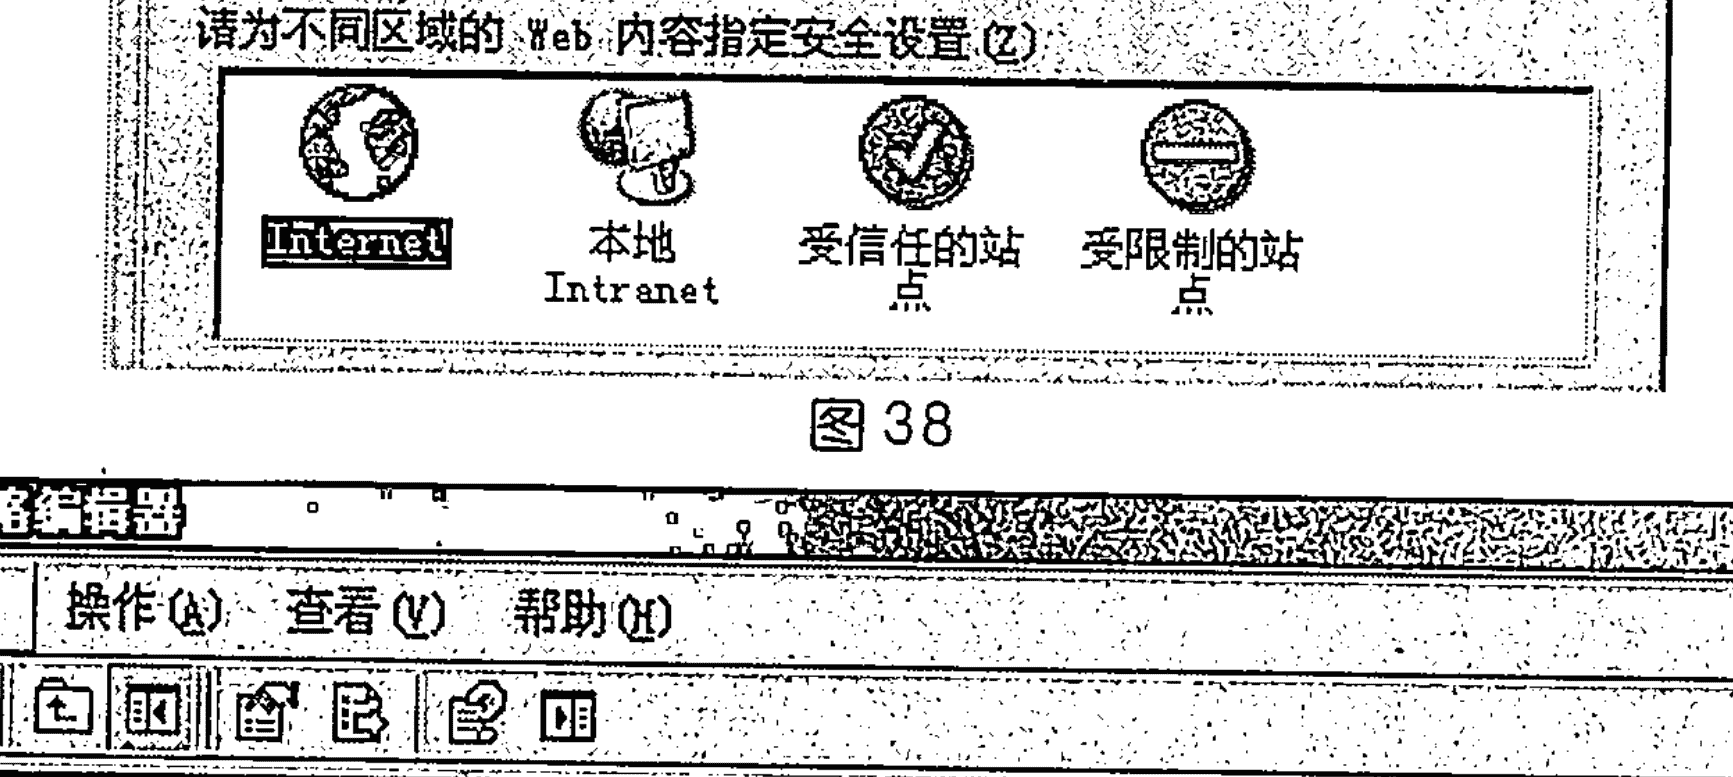 请为不同区域的 Web 内容指定安全设置(Z)
Internet
本地
Intranet
受信任的站
点
受限制的站
点
图 38
编辑器
操作(A) 查看(V) 帮助(H)